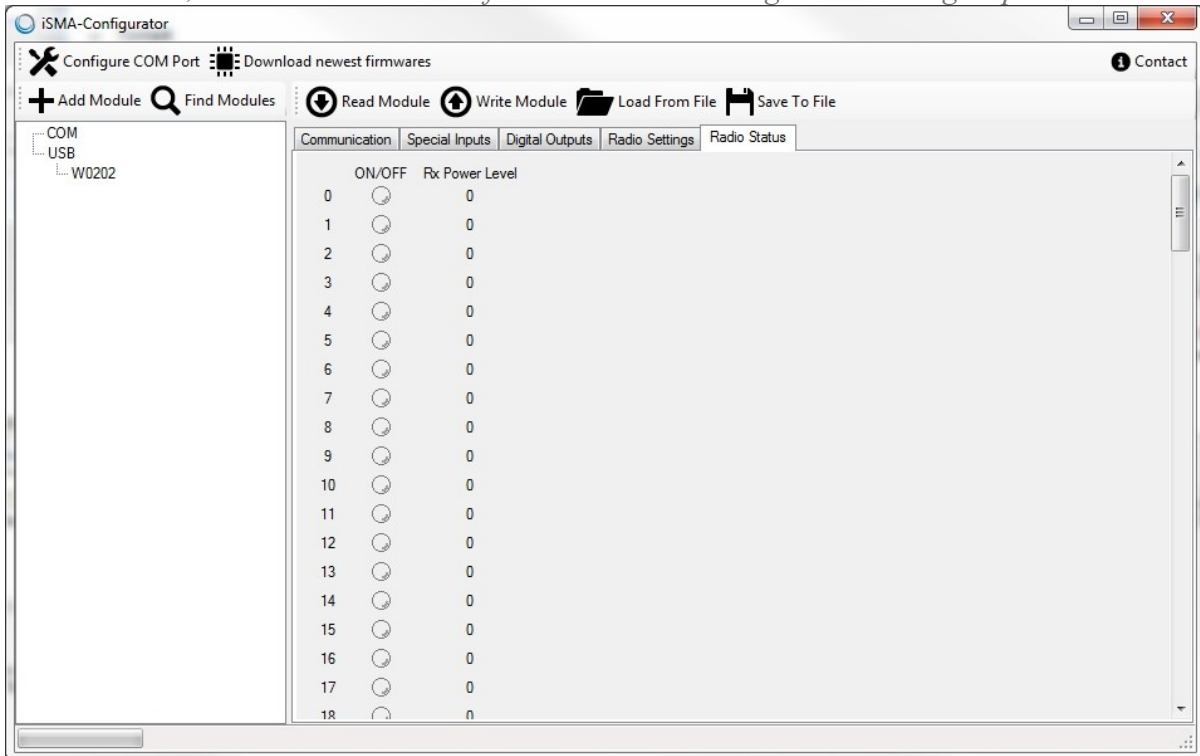 iSMA-Configurator
Configure COM Port Download newest firmwares Contact
Add Module Find Modules Read Module Write Module Load From File Save To File
COM
USB
W0202
Communication Special Inputs Digital Outputs Radio Settings Radio Status
ON/OFF Rx Power Level
0 0
1 0
2 0
3 0
4 0
5 0
6 0
7 0
8 0
9 0
10 0
11 0
12 0
13 0
14 0
15 0
16 0
17 0
18 0